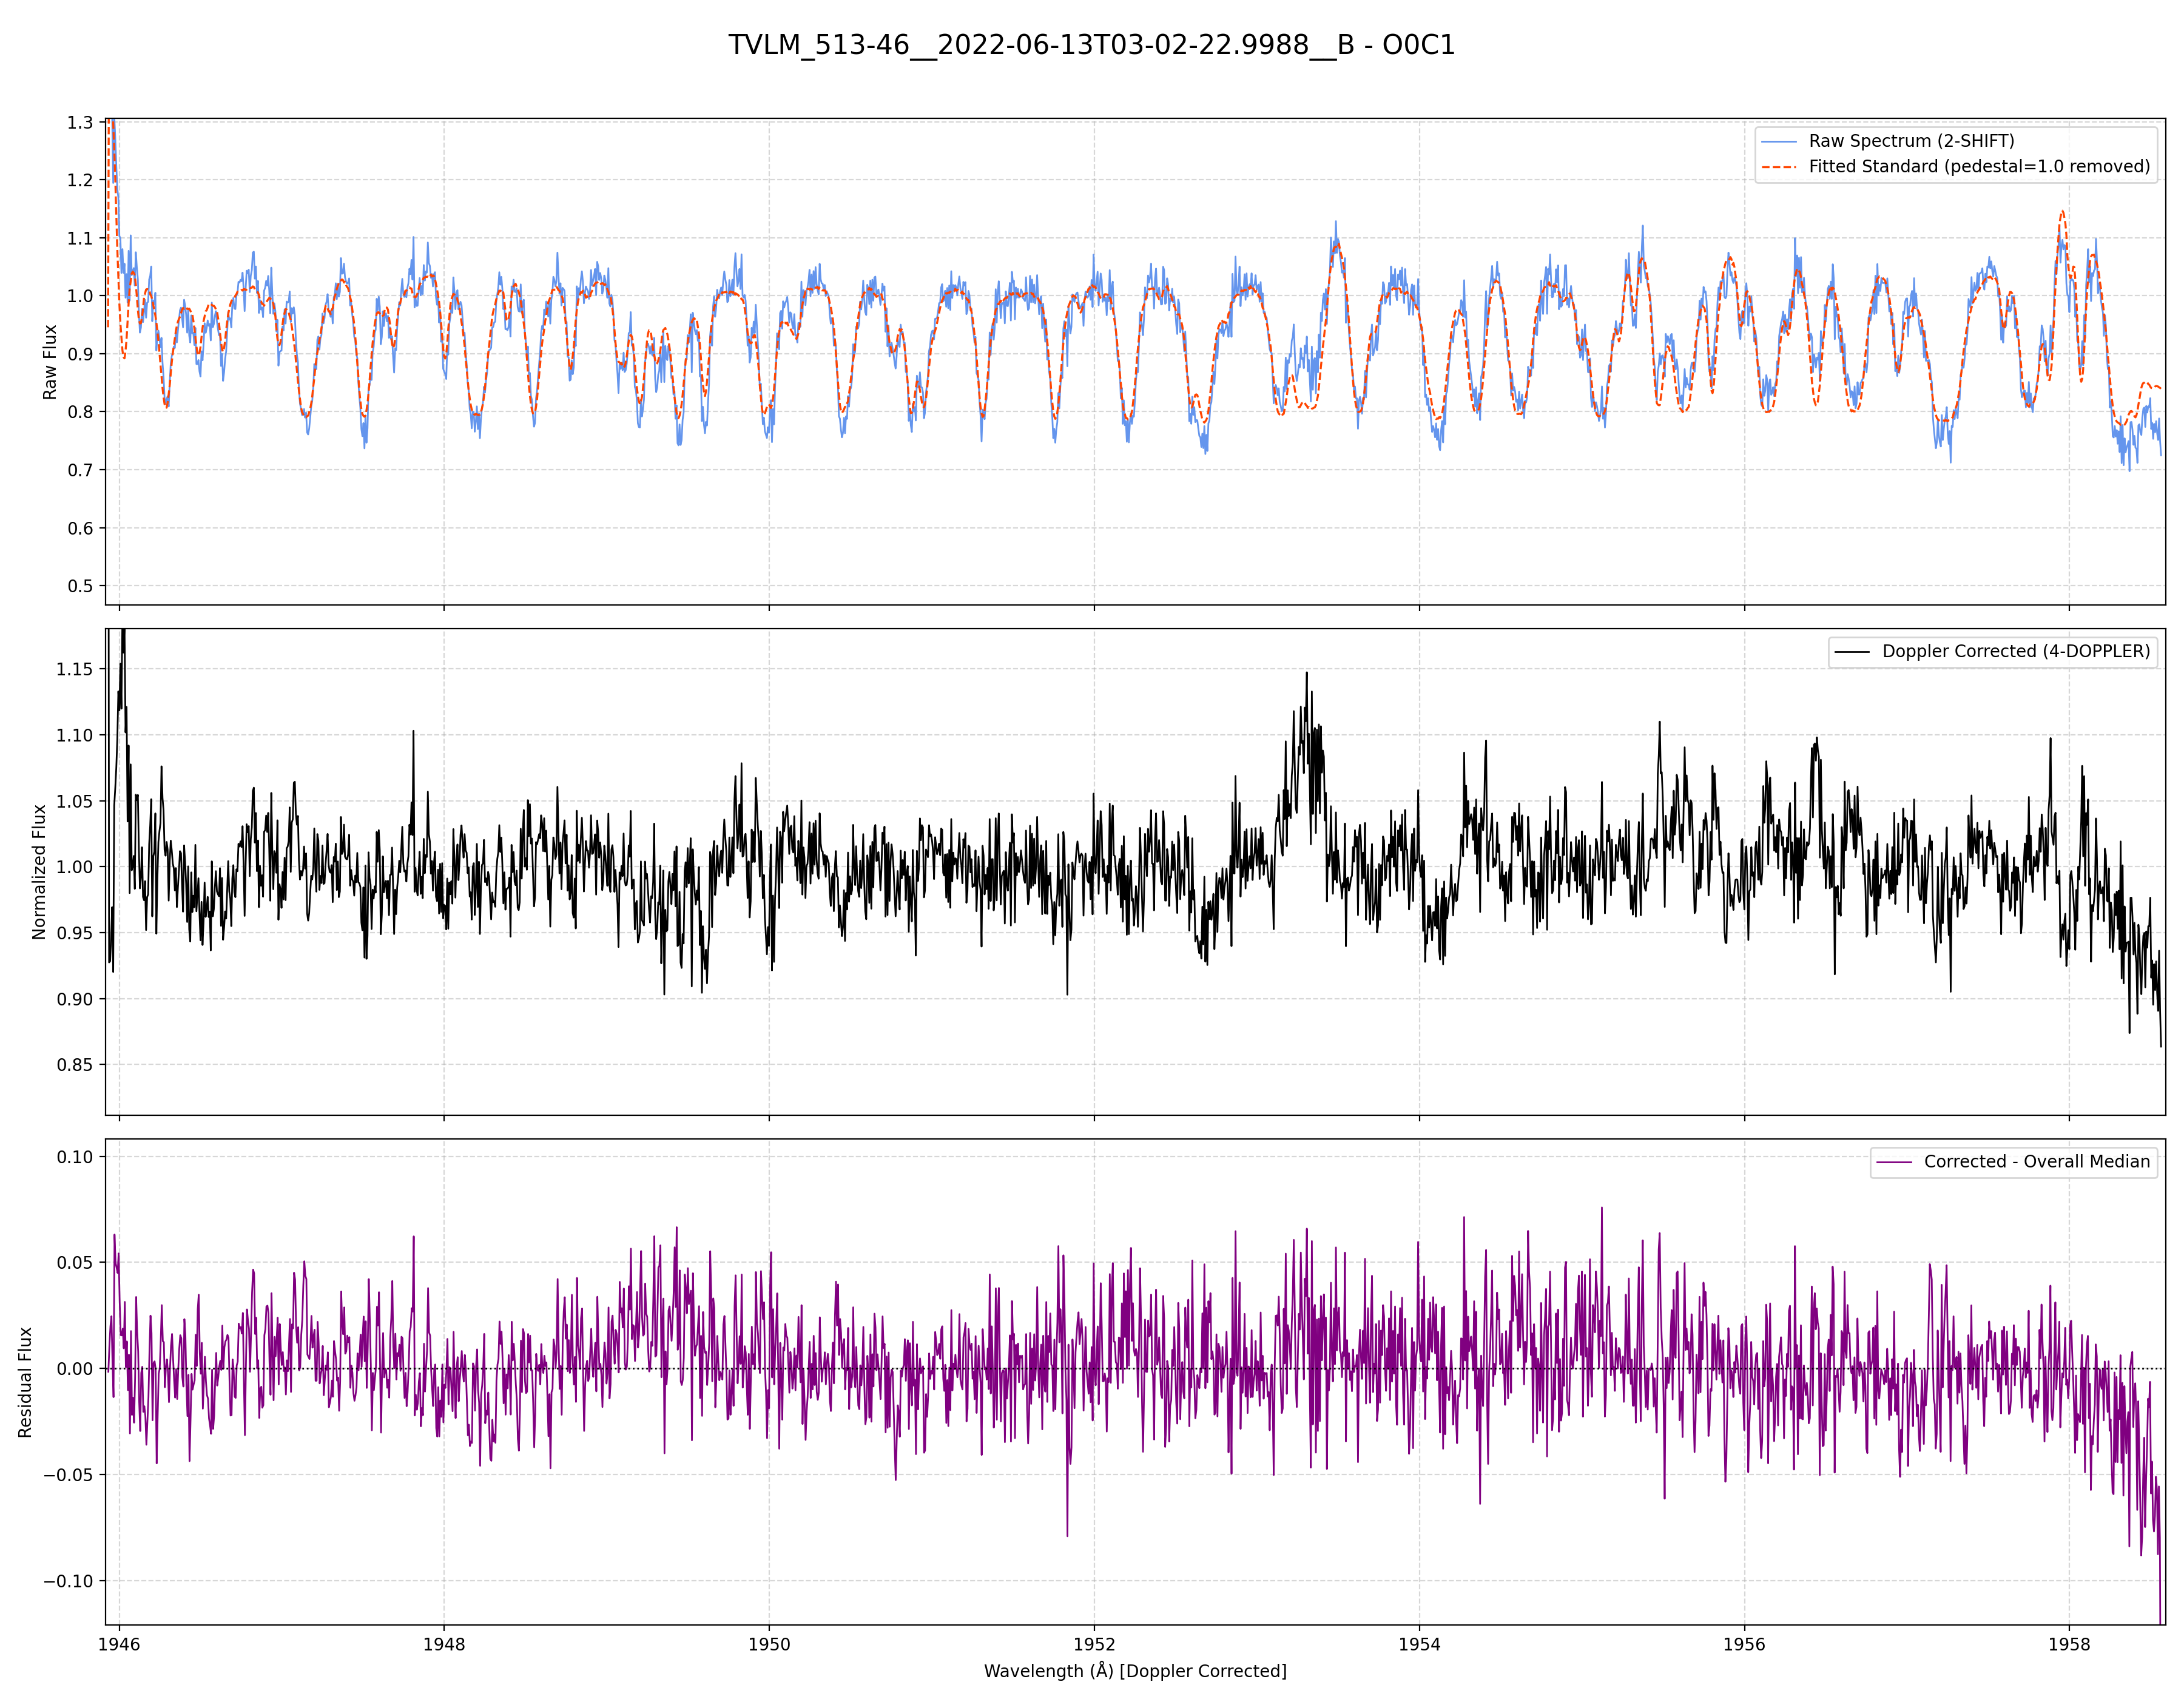 TVLM_513-46__2022-06-13T03-02-22.9988__B - O0C1
Raw Flux
1.3
1.2
1.1
1.0
0.9
0.8
0.7
0.6
0.5
Raw Spectrum (2-SHIFT)
Fitted Standard (pedestal=1.0 removed)
Normalized Flux
1.15
1.10
1.05
1.00
0.95
0.90
0.85
Doppler Corrected (4-DOPPLER)
Residual Flux
0.10
0.05
0.00
−0.05
−0.10
Corrected - Overall Median
1946 1948 1950 1952 1954 1956 1958
Wavelength (Å) [Doppler Corrected]